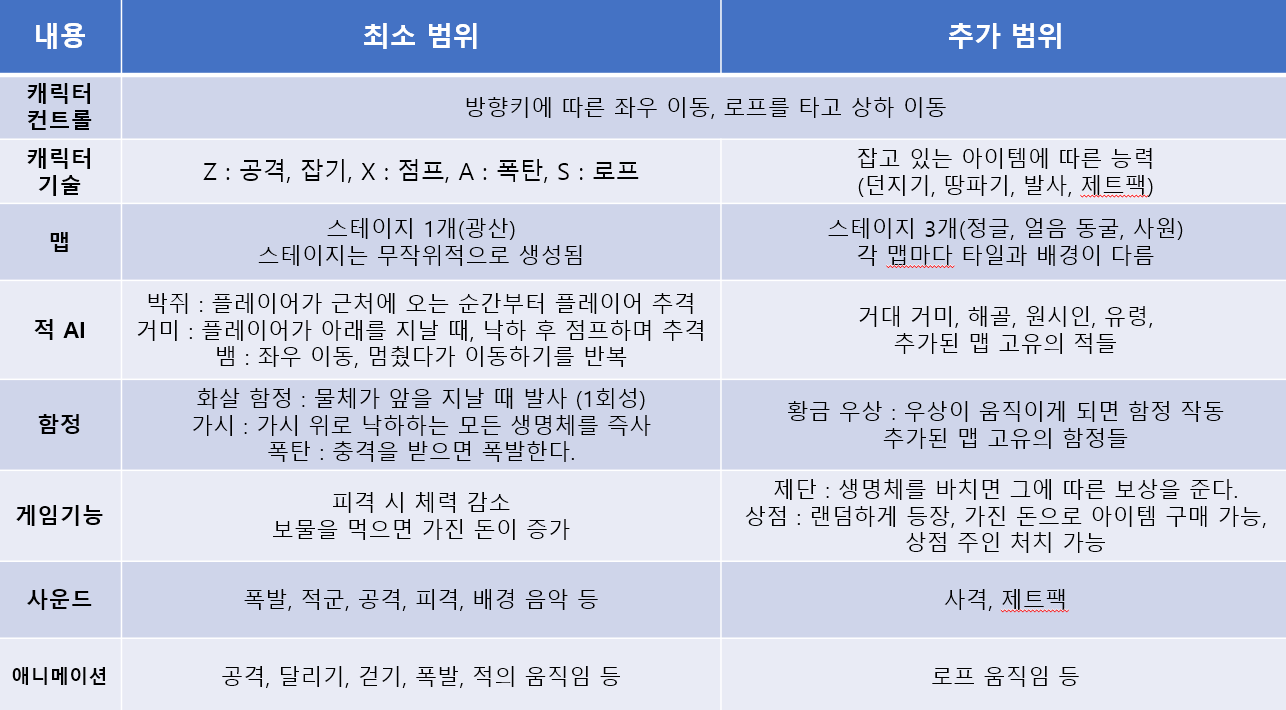 내용
최소 범위
추가 범위
캐릭터
컨트롤
방향키에 따른 좌우 이동, 로프를 타고 상하 이동
캐릭터
기술
Z : 공격, 잡기, X : 점프, A : 폭탄, S : 로프
잡고 있는 아이템에 따른 능력
(던지기, 땅파기, 발사, 제트팩)
맵
스테이지 1개(광산)
스테이지는 무작위적으로 생성됨
스테이지 3개(정글, 얼음 동굴, 사원)
각 맵마다 타일과 배경이 다름
적 AI
박쥐 : 플레이어가 근처에 오는 순간부터 플레이어 추격
거미 : 플레이어가 아래를 지날 때, 낙하 후 점프하며 추격
뱀 : 좌우 이동, 멈췄다가 이동하기를 반복
거대 거미, 해골, 원시인, 유령,
추가된 맵 고유의 적들
함정
화살 함정 : 물체가 앞을 지날 때 발사 (1회성)
가시 : 가시 위로 낙하하는 모든 생명체를 즉사
폭탄 : 충격을 받으면 폭발한다.
황금 우상 : 우상이 움직이게 되면 함정 작동
추가된 맵 고유의 함정들
게임기능
피격 시 체력 감소
보물을 먹으면 가진 돈이 증가
제단 : 생명체를 바치면 그에 따른 보상을 준다.
상점 : 랜덤하게 등장, 가진 돈으로 아이템 구매 가능,
상점 주인 처치 가능
사운드
폭발, 적군, 공격, 피격, 배경 음악 등
사격, 제트팩
애니메이션
공격, 달리기, 걷기, 폭발, 적의 움직임 등
로프 움직임 등